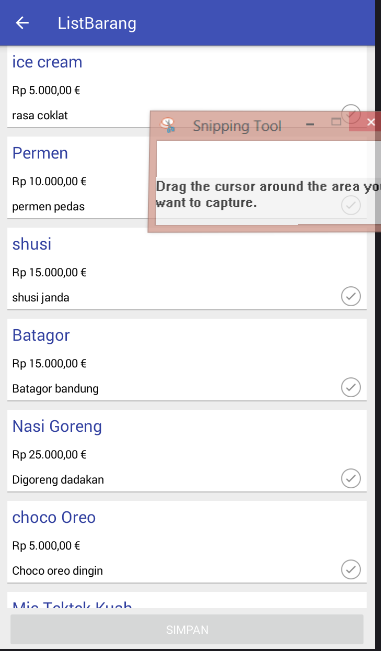 ListBarang
ice cream
Rp 5.000,00 €
rasa coklat
Snipping Tool
Permen
Rp 10.000,00 €
Drag the cursor around the area you
want to capture.
permen pedas
shusi
Rp 15.000,00 €
shusi janda
Batagor
Rp 15.000,00 €
Batagor bandung
Nasi Goreng
Rp 25.000,00 €
Digoreng dadakan
choco Oreo
Rp 5.000,00 €
Choco oreo dingin
Mie Tektek Kuah
SIMPAN